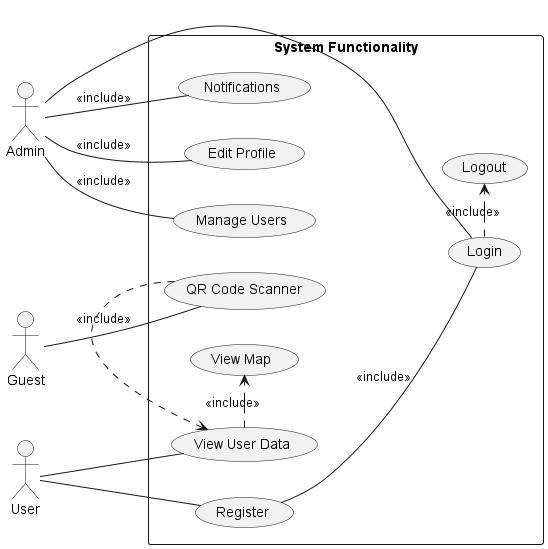 System Functionality
Notifications
«include»
Admin
«include»
Edit Profile
Logout
«include»
«include»
Manage Users
Login
QR Code Scanner
«include»
Guest
View Map
«include»
«include»
View User Data
User
Register